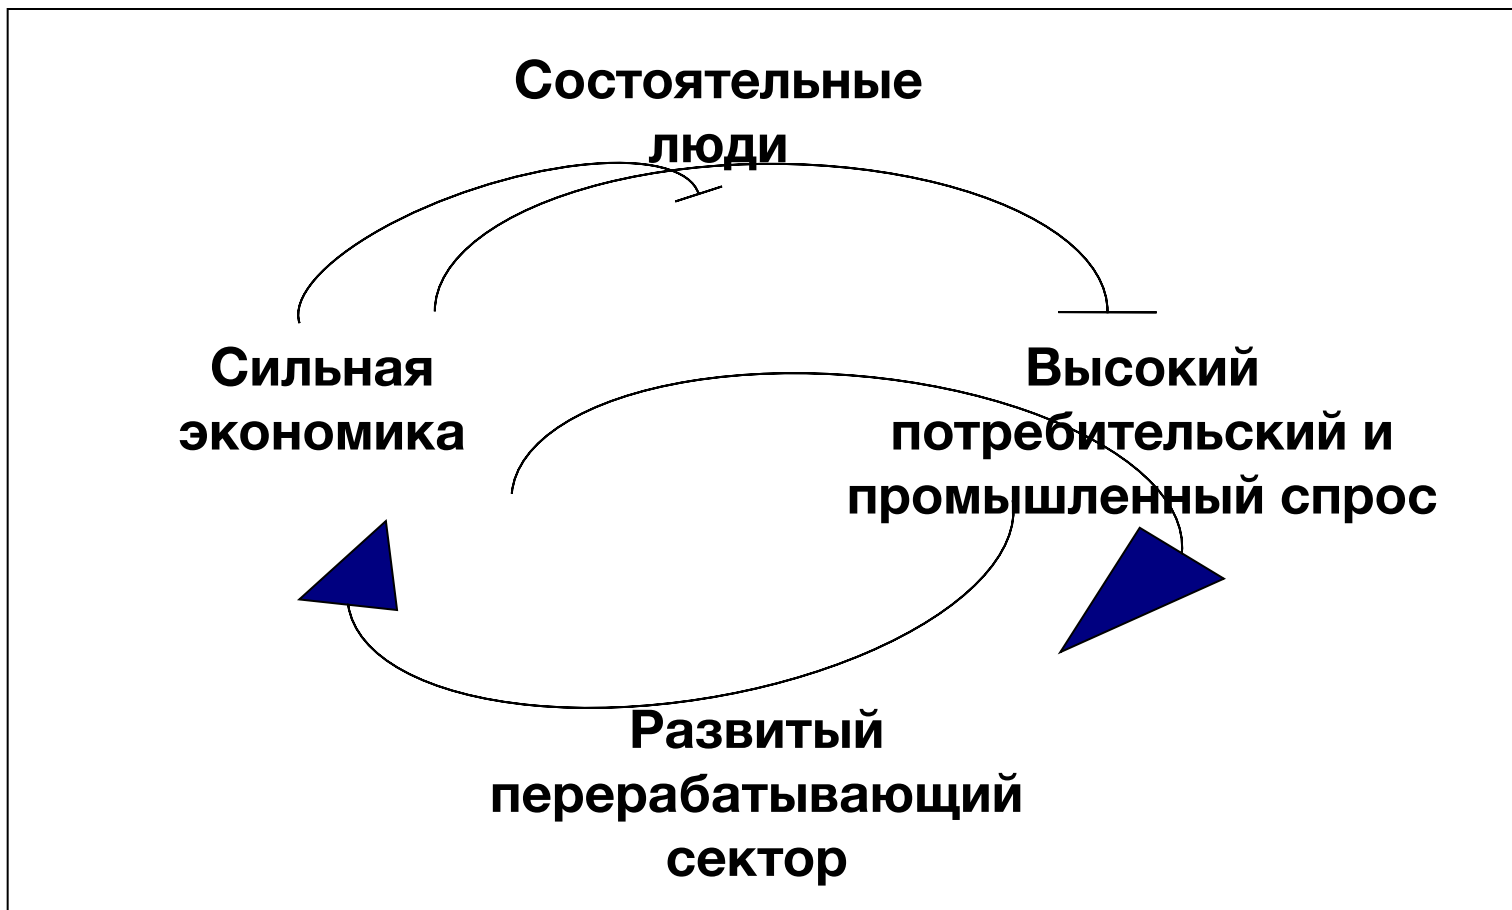 Состоятельные
люди
Сильная
экономика
Высокий
потребительский и
промышленный спрос
Развитый
перерабатывающий
сектор